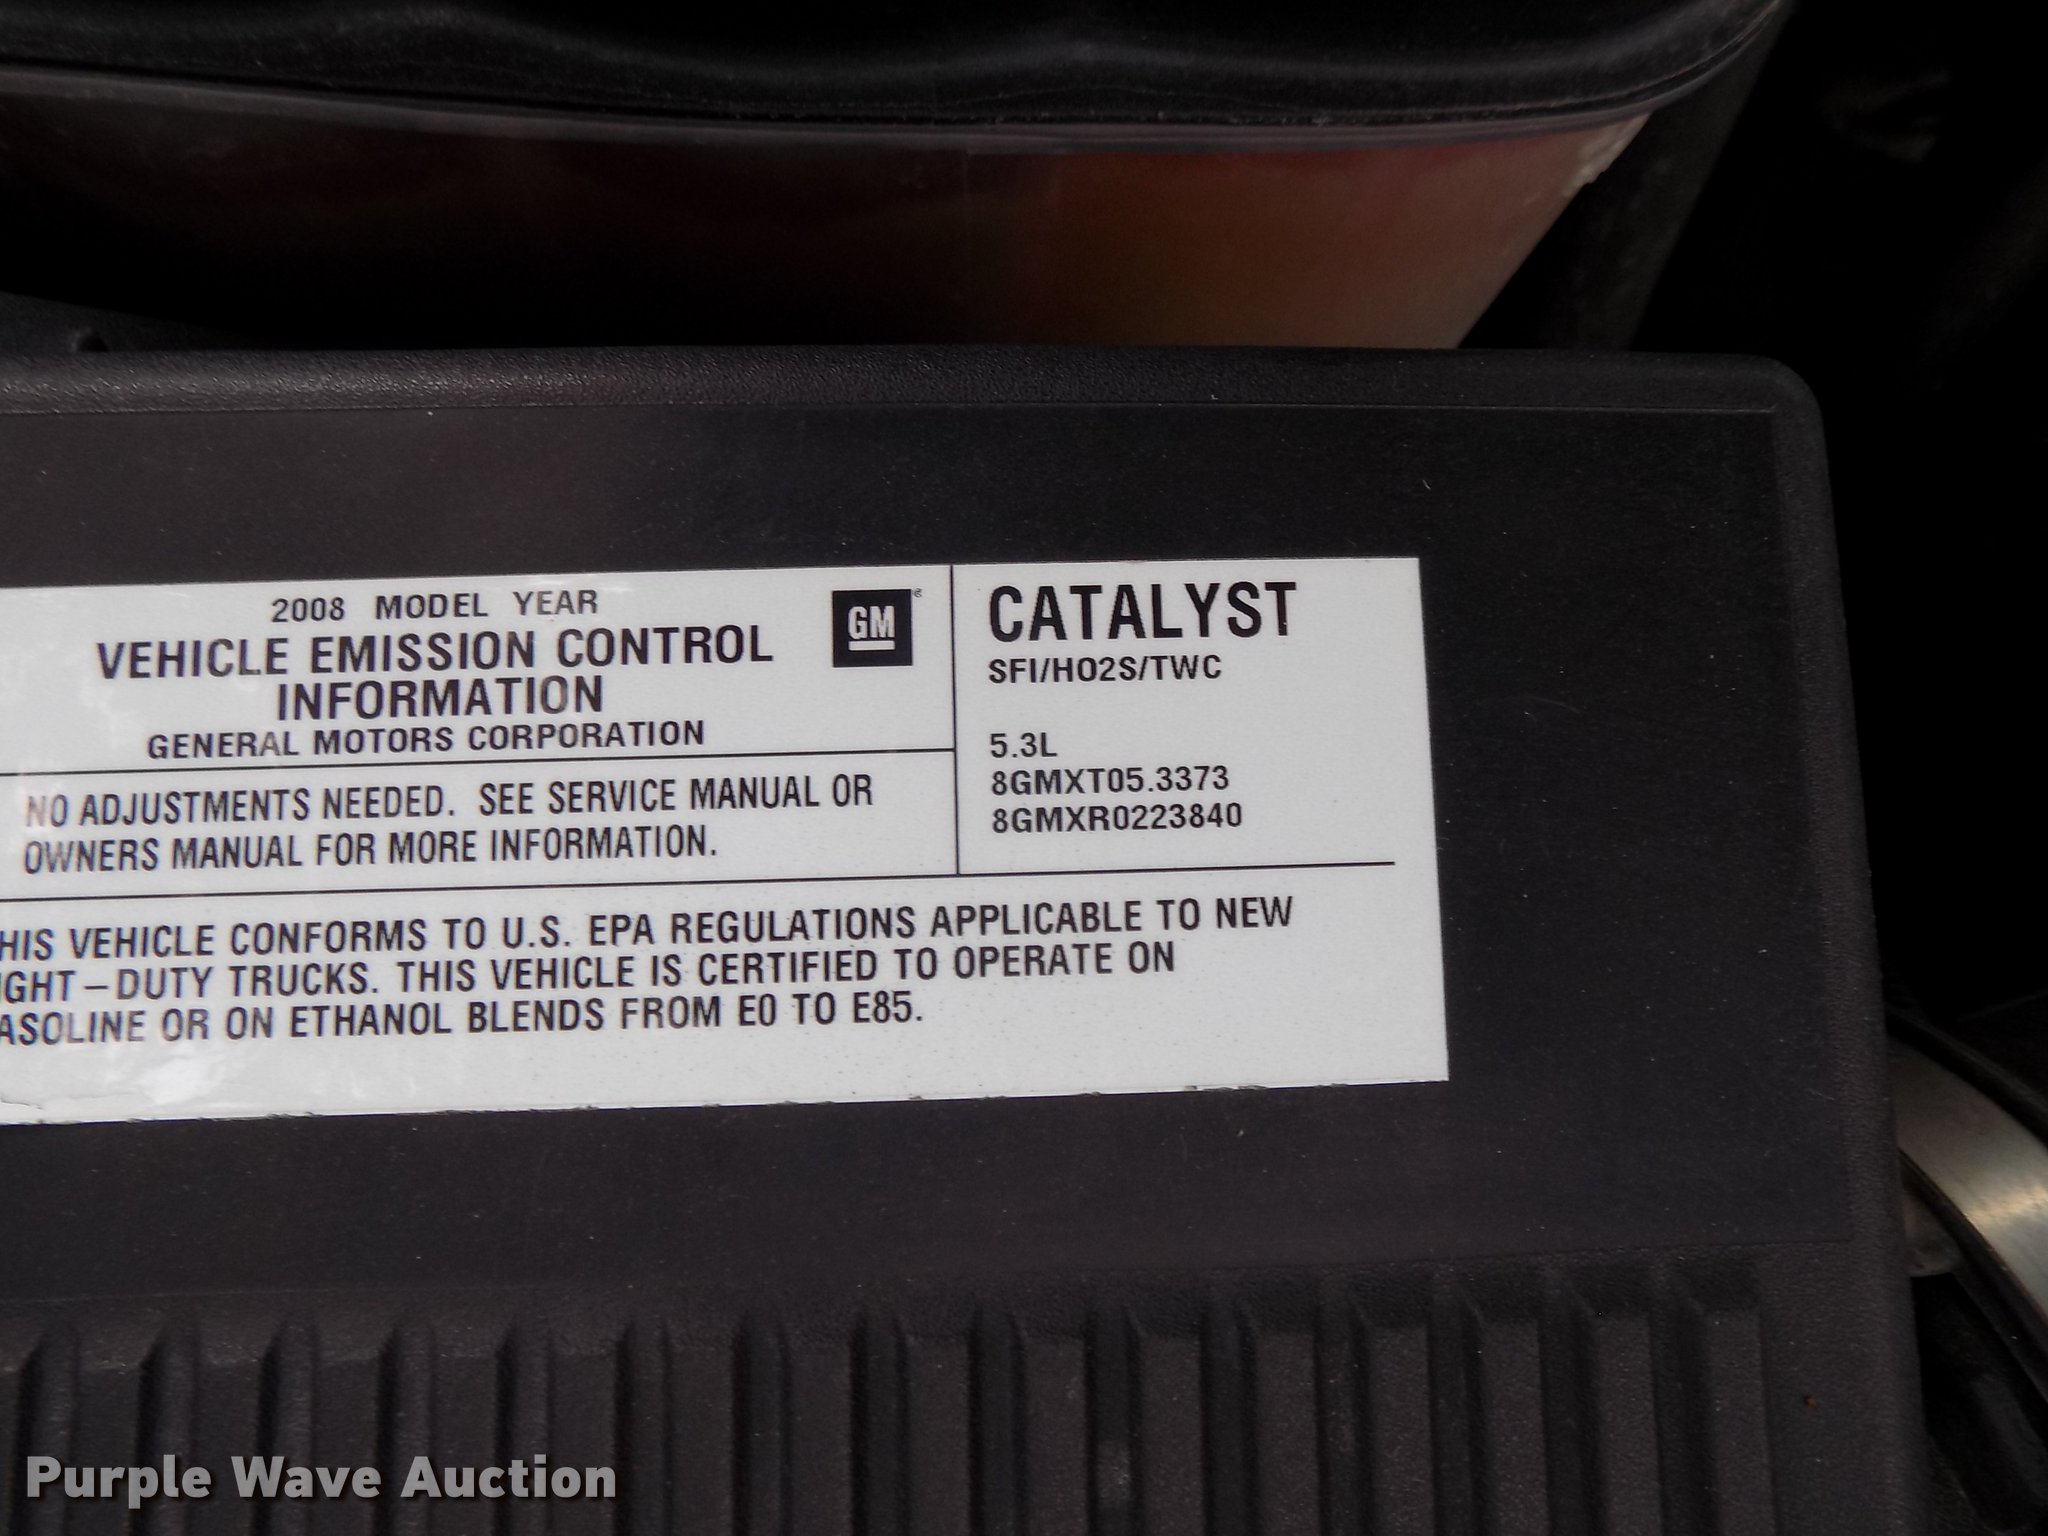 2008 MODEL YEAR
VEHICLE EMISSION CONTROL
INFORMATION
GENERAL MOTORS CORPORATION
GM
NO ADJUSTMENTS NEEDED. SEE SERVICE MANUAL OR
OWNERS MANUAL FOR MORE INFORMATION.
CATALYST
SFI/HO2S/TWC
5.3L
8GMXT05.3373
8GMXR0223840
HIS VEHICLE CONFORMS TO U.S. EPA REGULATIONS APPLICABLE TO NEW
IGHT-DUTY TRUCKS. THIS VEHICLE IS CERTIFIED TO OPERATE ON
ASOLINE OR ON ETHANOL BLENDS FROM E0 TO E85.
Purple Wave Auction